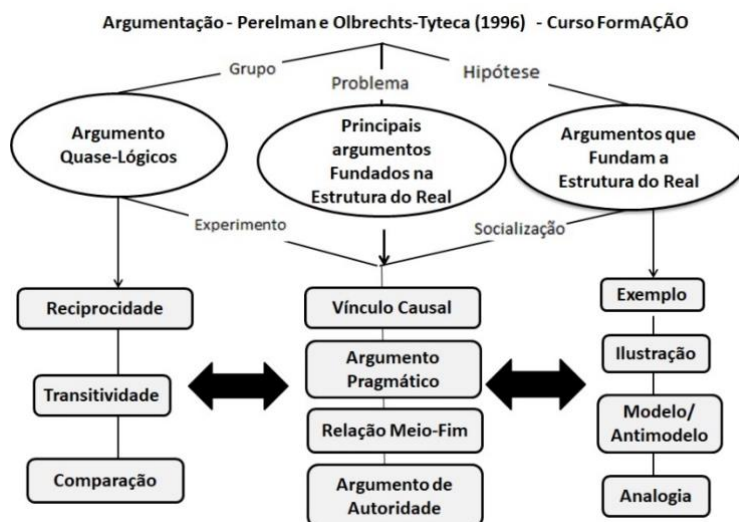 Argumentação - Perelman e Olbrechts-Tyteca (1996) - Curso FormAÇÃO
Grupo
Problema
Hipótese
Argumento
Quase-Lógicos
Principais
argumentos
Fundados na
Estrutura do Real
Argumentos que
Fundam a
Estrutura do Real
Experimento
Socialização
Reciprocidade
Transitividade
Comparação
Vínculo Causal
Argumento
Pragmático
Relação Meio-Fim
Argumento de
Autoridade
Exemplo
Ilustração
Modelo/
Antimodelo
Analogia